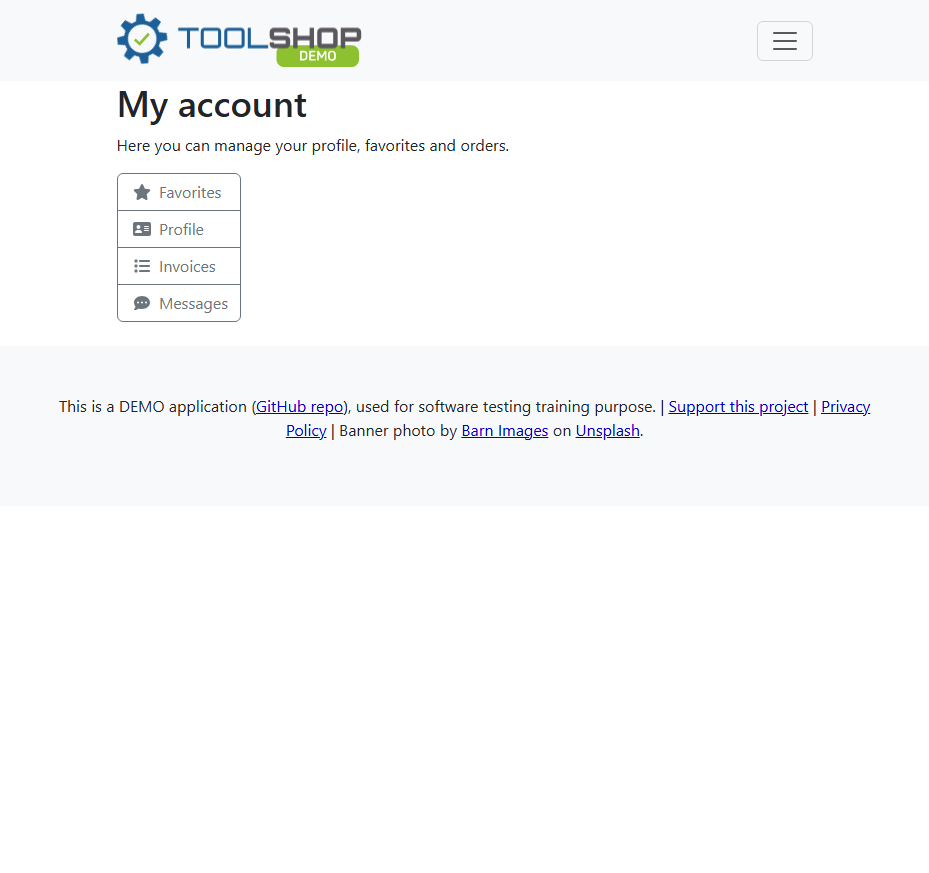 TOOLSHOP
DEMO
My account
Here you can manage your profile, favorites and orders.
Favorites
Profile
Invoices
Messages
This is a DEMO application (GitHub repo), used for software testing training purpose. | Support this project | Privacy
Policy | Banner photo by Barn Images on Unsplash.